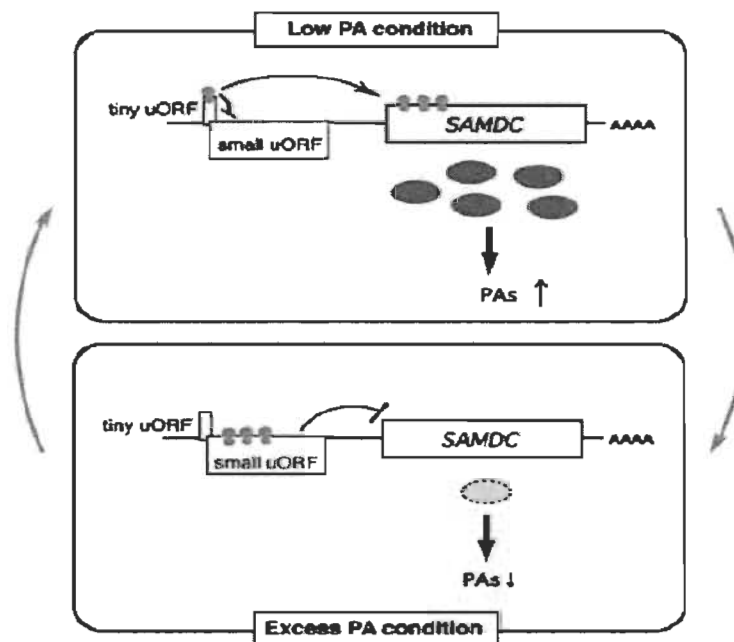 Low PA condition
tiny uORF
small uORF
SAMDC
AAAA
PAs ↑
tiny uORF
small uORF
SAMDC
AAAA
PAs ↓
Excess PA condition